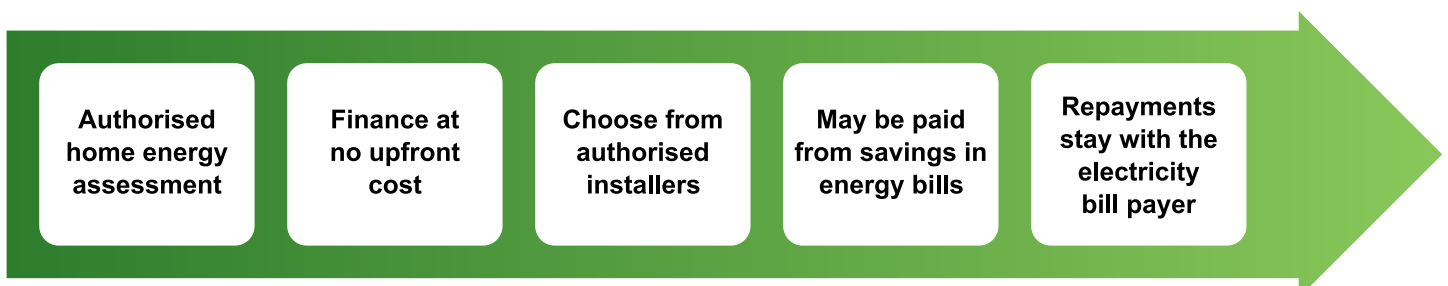 Authorised
home energy
assessment
Finance at
no upfront
cost
Choose from
authorised
installers
May be paid
from savings in
energy bills
Repayments
stay with the
electricity
bill payer